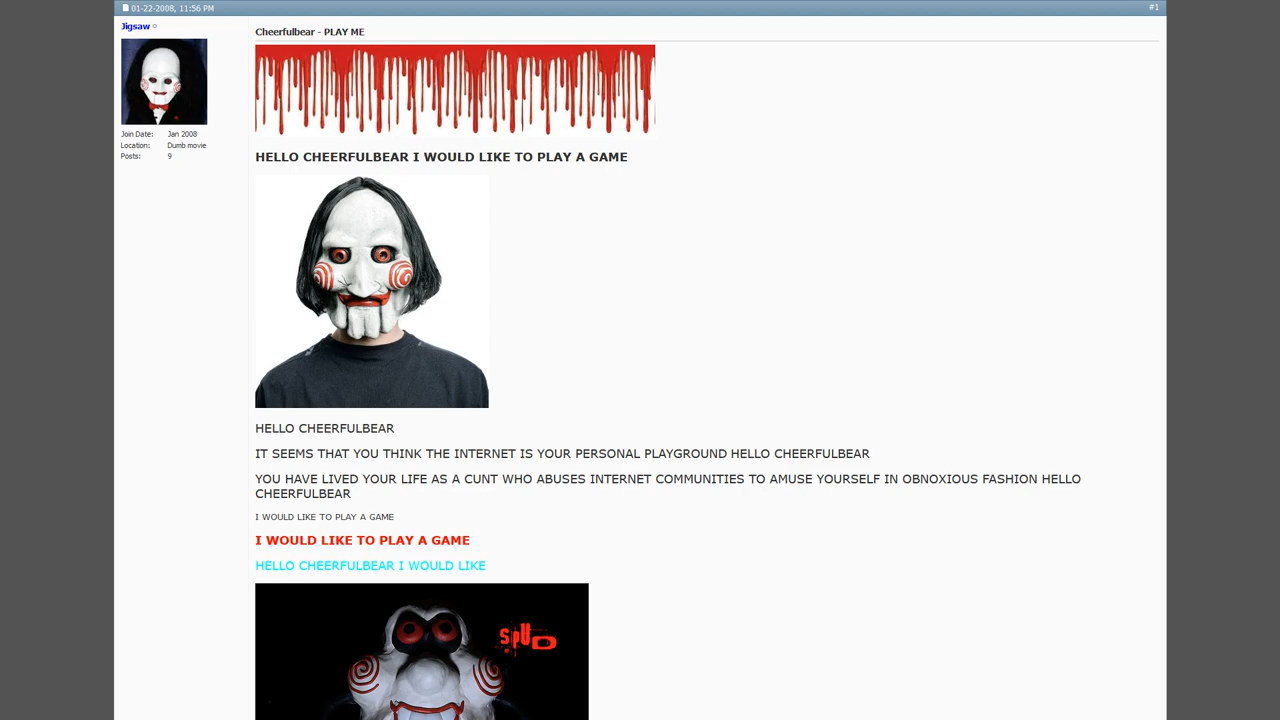 01-22-2008, 11:56 PM
#1
Jigsaw
Join Date: Jan 2008
Location: Dumb movie
Posts: 9
Cheerfulbear - PLAY ME
HELLO CHEERFULBEAR I WOULD LIKE TO PLAY A GAME
HELLO CHEERFULBEAR
IT SEEMS THAT YOU THINK THE INTERNET IS YOUR PERSONAL PLAYGROUND HELLO CHEERFULBEAR
YOU HAVE LIVED YOUR LIFE AS A CUNT WHO ABUSES INTERNET COMMUNITIES TO AMUSE YOURSELF IN OBNOXIOUS FASHION HELLO
CHEERFULBEAR
I WOULD LIKE TO PLAY A GAME
I WOULD LIKE TO PLAY A GAME
HELLO CHEERFULBEAR I WOULD LIKE
SPUD